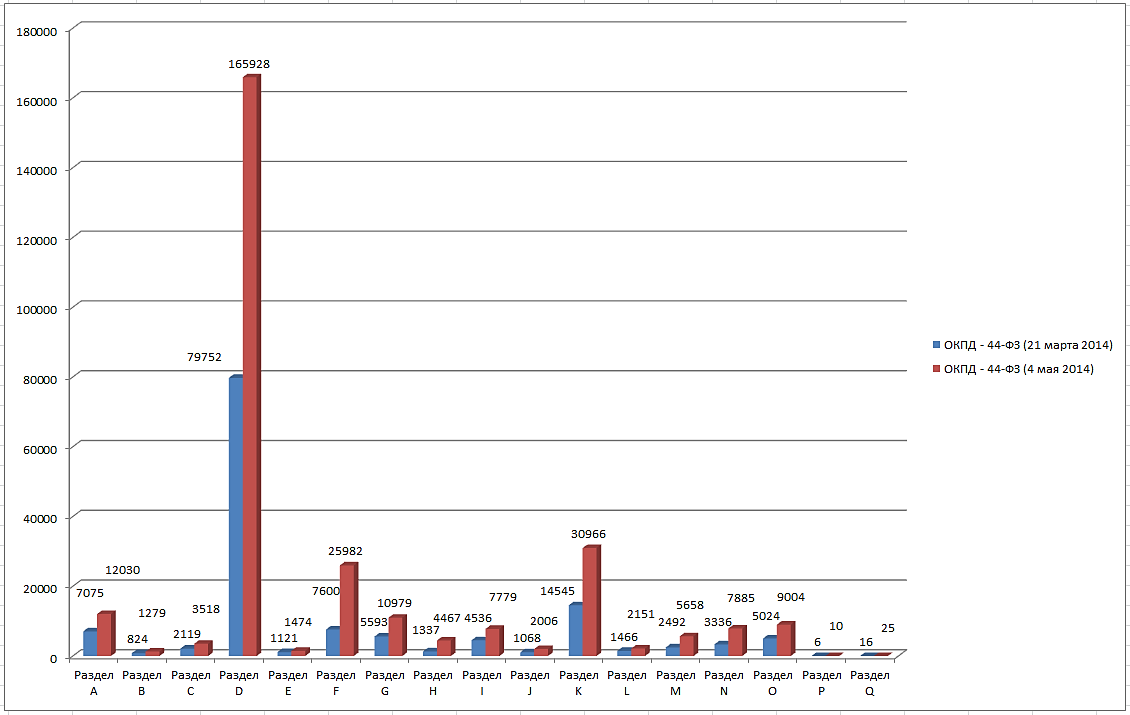 180000
160000
140000
120000
100000
80000
60000
40000
20000
0
7075
12030
824
1279
2119
3518
79752
165928
1121
1474
7600
25982
5593
10979
1337
4467
4536
7779
1068
2006
14545
30966
1466
2151
2492
5658
3336
7885
5024
9004
6
10
16
25
Раздел A
Раздел B
Раздел C
Раздел D
Раздел E
Раздел F
Раздел G
Раздел H
Раздел I
Раздел J
Раздел K
Раздел L
Раздел M
Раздел N
Раздел O
Раздел P
Раздел Q
ОКПД - 44-ФЗ (21 марта 2014)
ОКПД - 44-ФЗ (4 мая 2014)